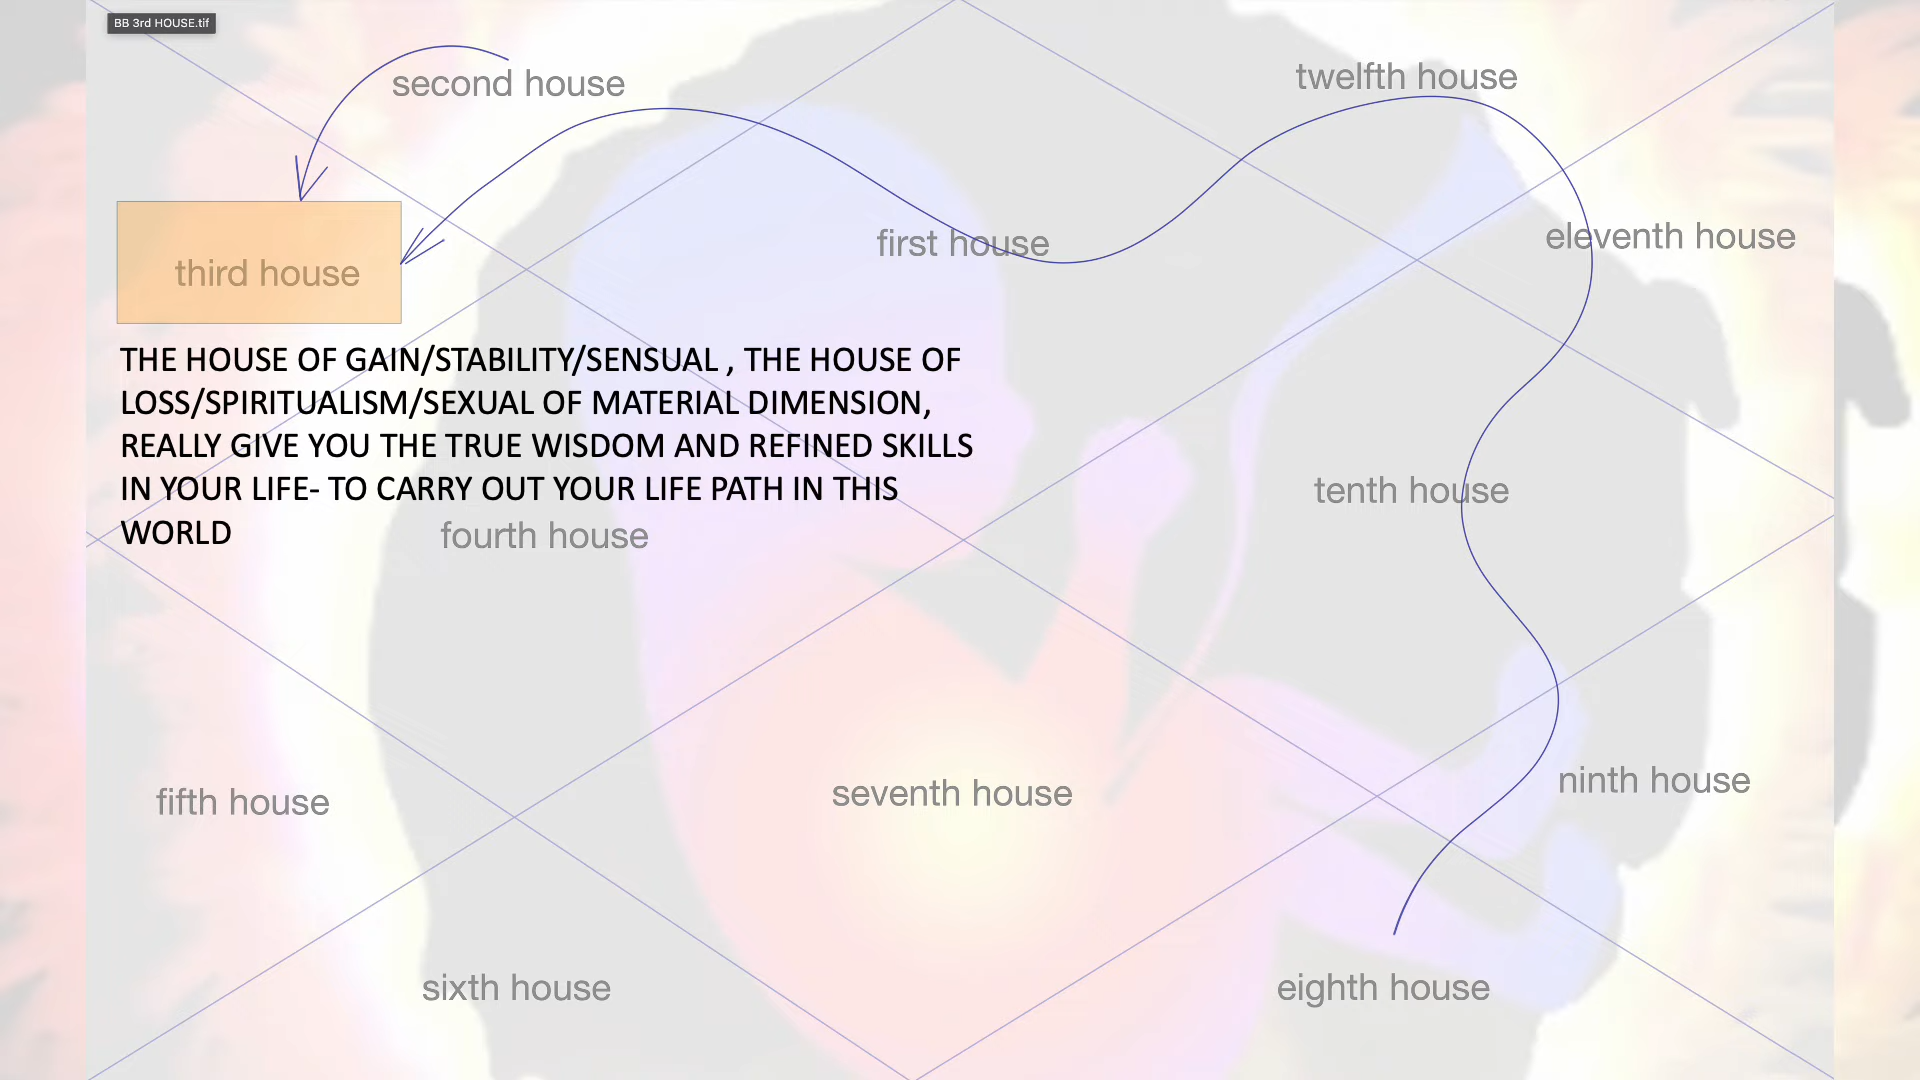 BB 3rd HOUSE.tif
second house
twelfth house
first house
eleventh house
third house
THE HOUSE OF GAIN/STABILITY/SENSUAL , THE HOUSE OF
LOSS/SPIRITUALISM/SEXUAL OF MATERIAL DIMENSION,
REALLY GIVE YOU THE TRUE WISDOM AND REFINED SKILLS
IN YOUR LIFE- TO CARRY OUT YOUR LIFE PATH IN THIS
WORLD
fourth house
tenth house
fifth house
seventh house
ninth house
sixth house
eighth house